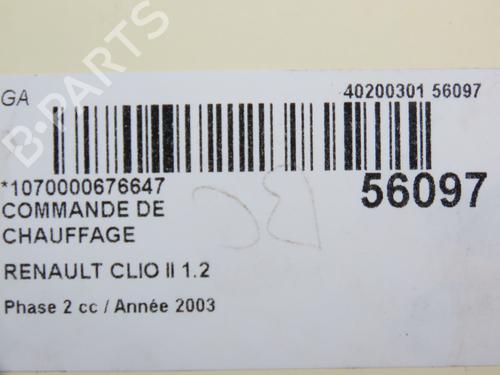 GA
40200301 56097
*1070000676647
56097
COMMANDE DE
CHAUFFAGE
RENAULT CLIO II 1.2
Phase 2 cc / Année 2003
B-PARTS